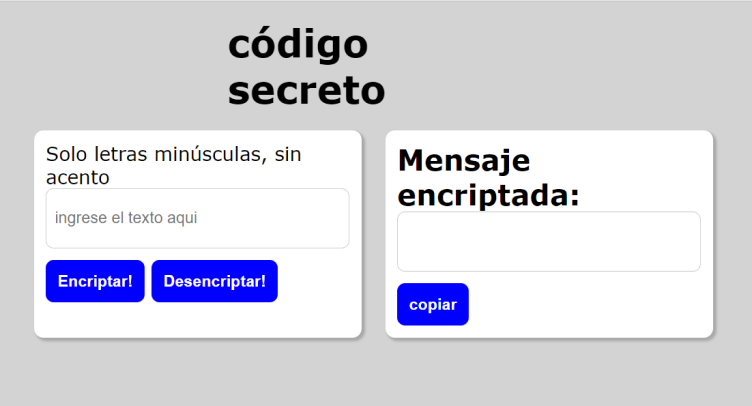 código
secreto
Solo letras minúsculas, sin
acento
ingrese el texto aqui
Encriptar!
Desencriptar!
Mensaje
encriptada:
copiar